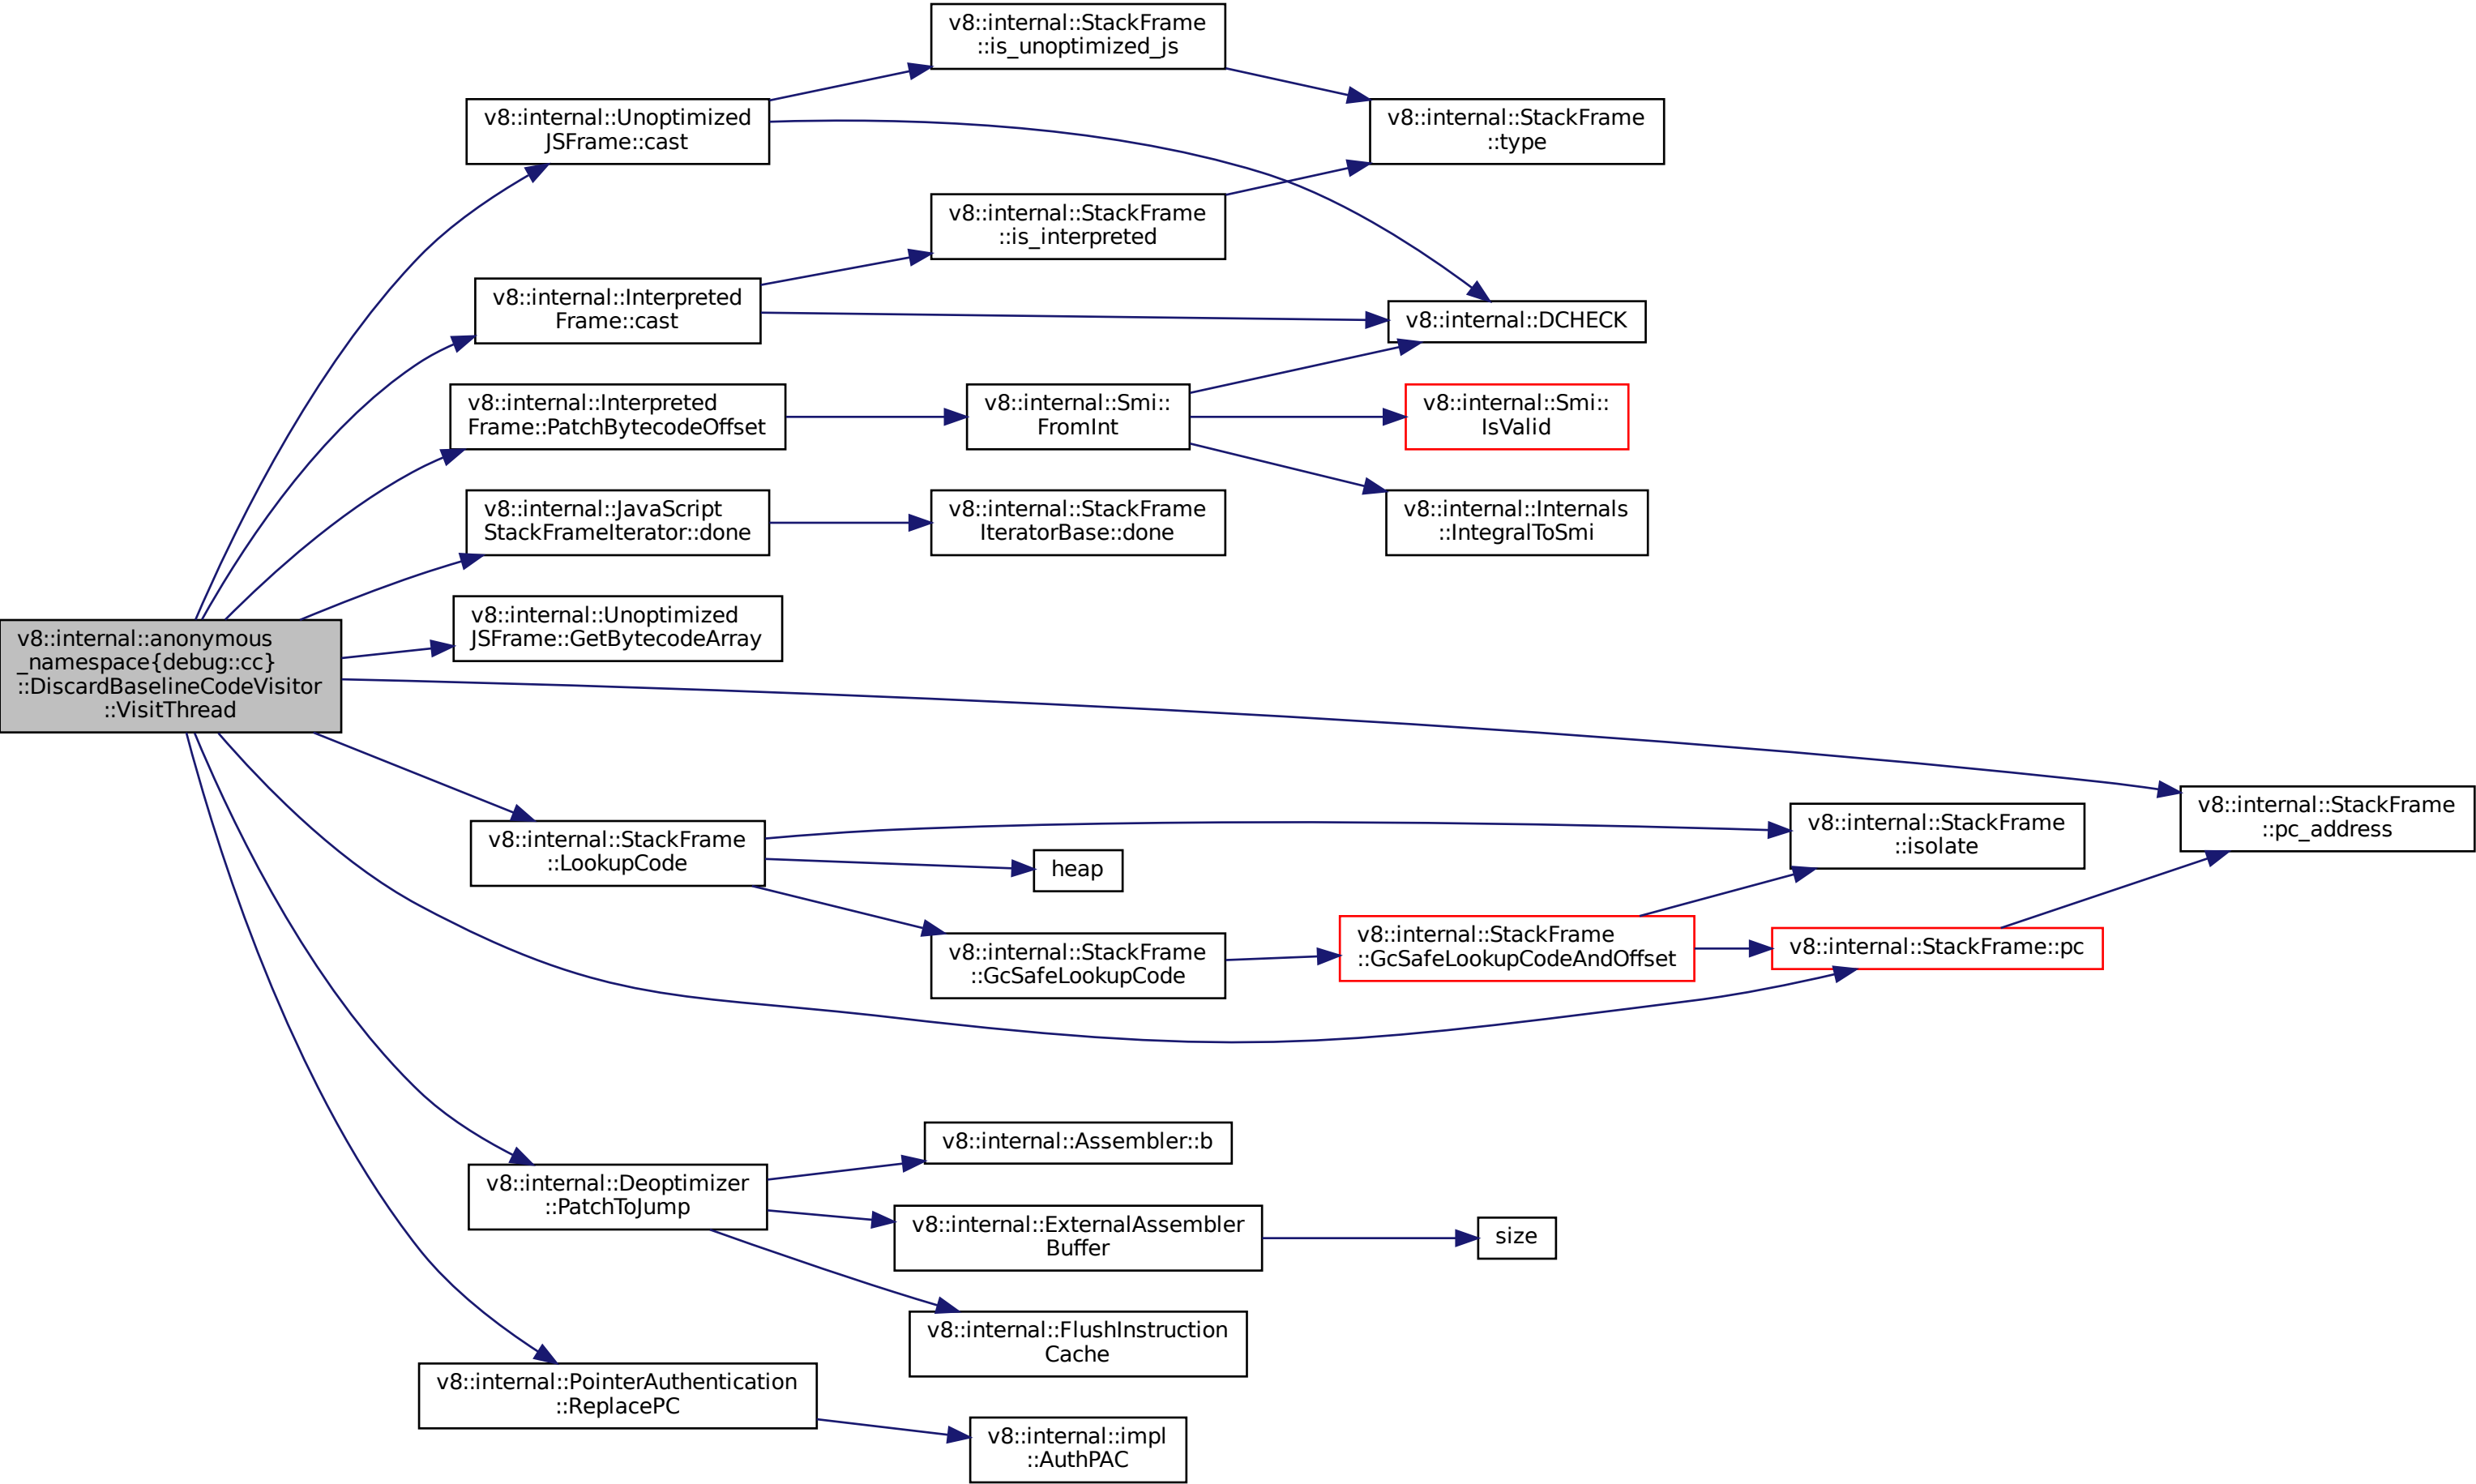 v8::internal::StackFrame
::is_unoptimized_js
v8::internal::Unoptimized
JSFrame::cast
v8::internal::StackFrame
::type
v8::internal::StackFrame
::is_interpreted
v8::internal::Interpreted
Frame::cast
v8::internal::DCHECK
v8::internal::Interpreted
Frame::PatchBytecodeOffset
v8::internal::Smi::
FromInt
v8::internal::Smi::
IsValid
v8::internal::JavaScript
StackFrameIterator::done
v8::internal::StackFrame
IteratorBase::done
v8::internal::Internals
::IntegralToSmi
v8::internal::Unoptimized
JSFrame::GetBytecodeArray
v8::internal::anonymous
_namespace{debug::cc}
::DiscardBaselineCodeVisitor
::VisitThread
v8::internal::StackFrame
::pc_address
v8::internal::StackFrame
::isolate
v8::internal::StackFrame
::LookupCode
heap
v8::internal::StackFrame
::GcSafeLookupCode
v8::internal::StackFrame
::GcSafeLookupCodeAndOffset
v8::internal::StackFrame::pc
v8::internal::Assembler::b
v8::internal::Deoptimizer
::PatchToJump
v8::internal::ExternalAssembler
Buffer
size
v8::internal::FlushInstruction
Cache
v8::internal::PointerAuthentication
::ReplacePC
v8::internal::impl
::AuthPAC